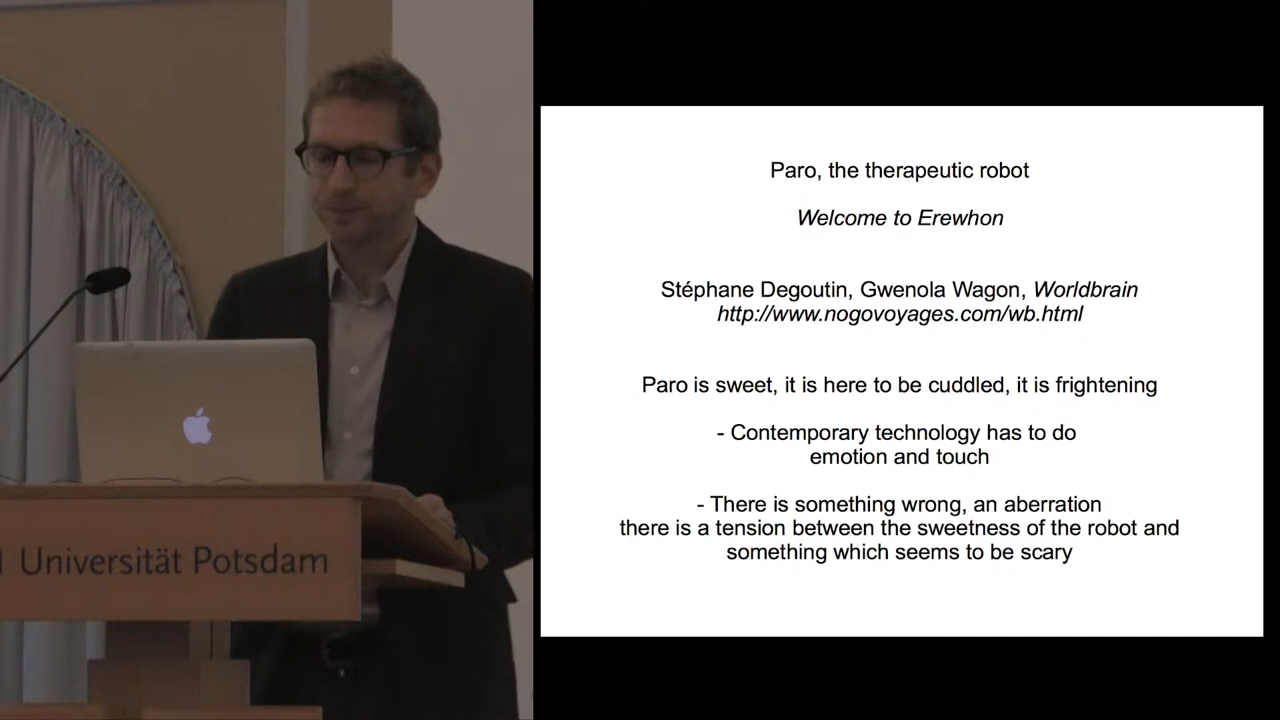 Paro, the therapeutic robot
Welcome to Erewhon
Stéphane Degoutin, Gwenola Wagon, Worldbrain
http://www.nogovoyages.com/wb.html
Paro is sweet, it is here to be cuddled, it is frightening
- Contemporary technology has to do
emotion and touch
- There is something wrong, an aberration
there is a tension between the sweetness of the robot and
something which seems to be scary
Universität Potsdam